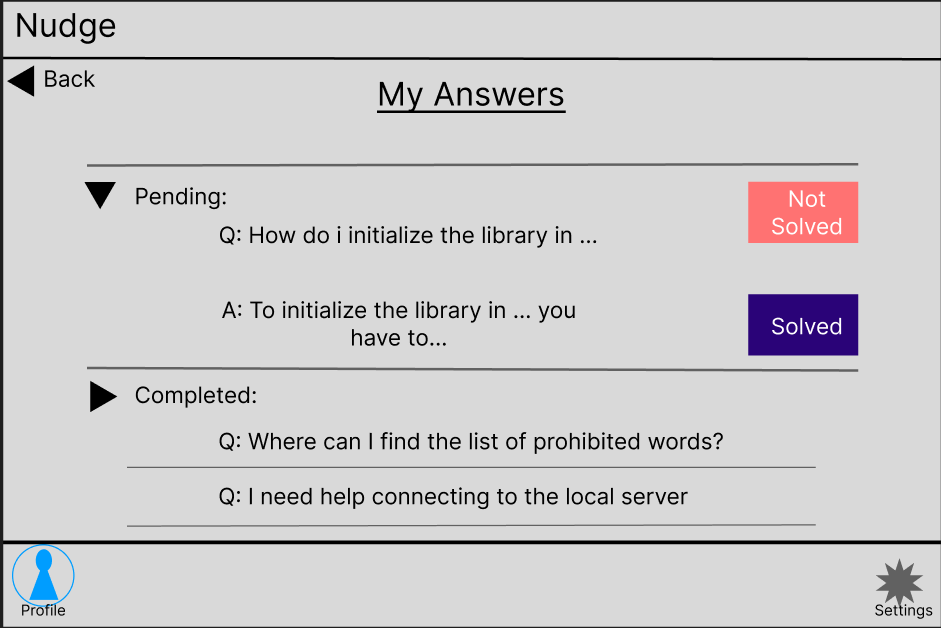 Nudge
Back
My Answers
Pending:
Not
Solved
Q: How do i initialize the library in ...
A: To initialize the library in ... you
have to...
Solved
Completed:
Q: Where can I find the list of prohibited words?
Q: I need help connecting to the local server
Profile
Settings